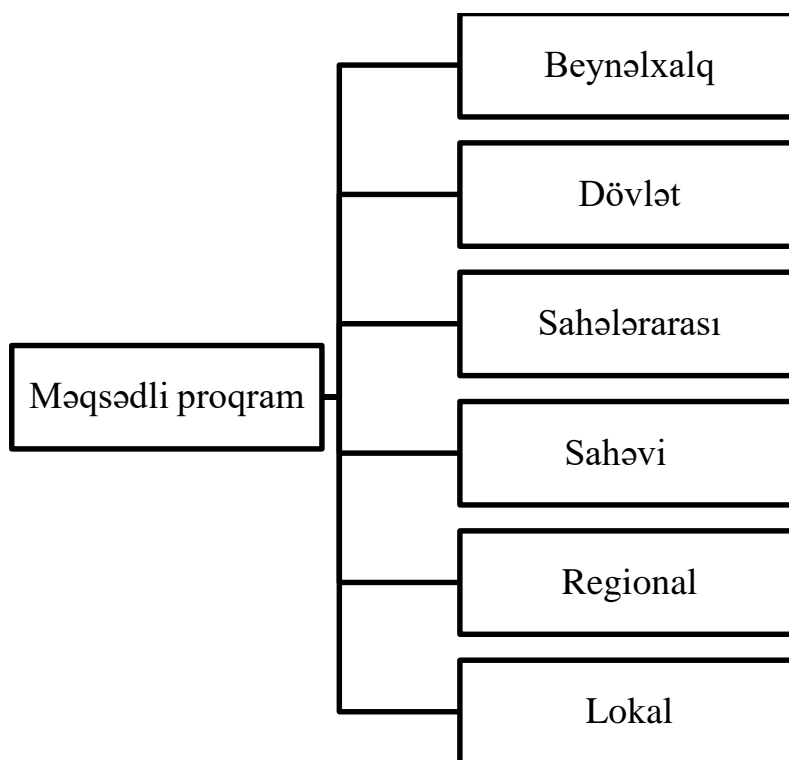 Beynəlxalq
Dövlət
Sahələrarası
Məqsədli proqram
Sahəvi
Regional
Lokal